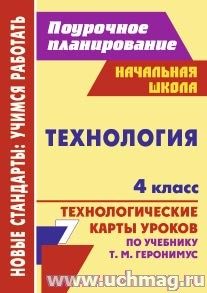 Поурочное
планирование
НАЧАЛЬНАЯ
ШКОЛА
НОВЫЕ СТАНДАРТЫ: УЧИМСЯ РАБОТАТЬ
ТЕХНОЛОГИЯ
4 класс
ТЕХНОЛОГИЧЕСКИЕ
КАРТЫ УРОКОВ
ПО УЧЕБНИКУ
Т. М. ГЕРОНИМУС
www.uchmag.ru